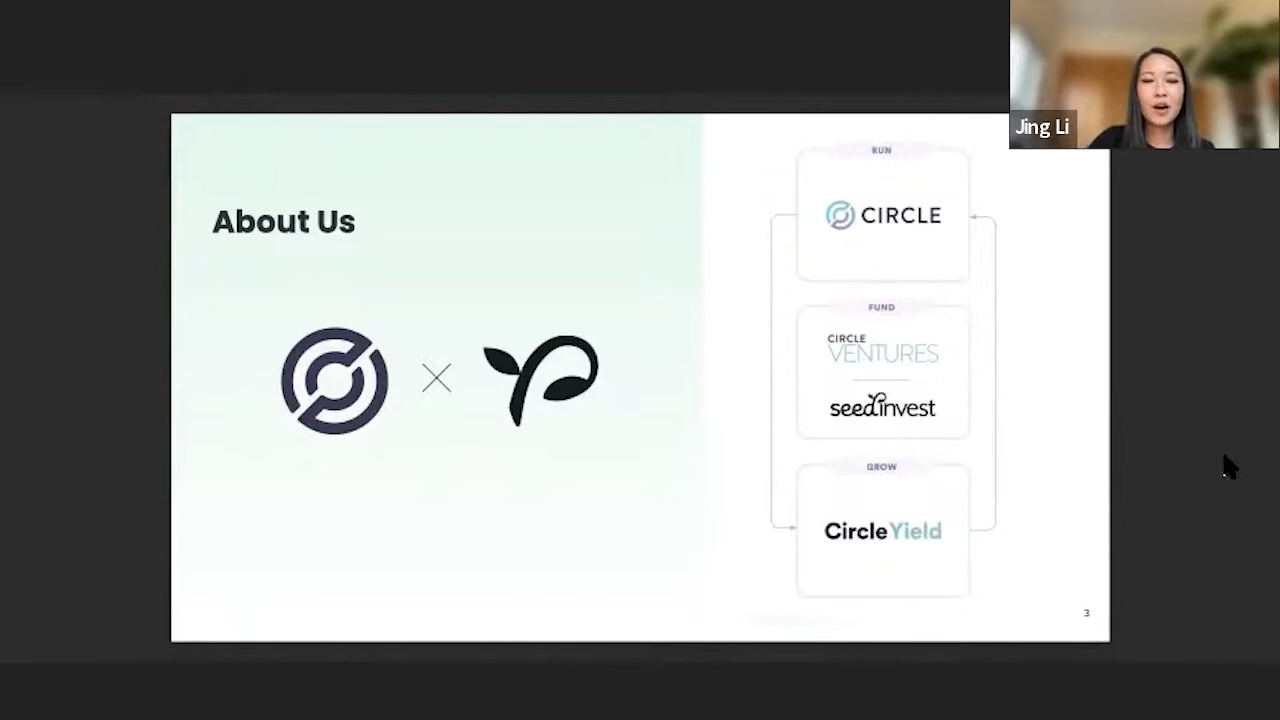 Jing Li
About Us
RUN
CIRCLE
FUND
CIRCLE
VENTURES
seedinvest
GROW
CircleYield
3